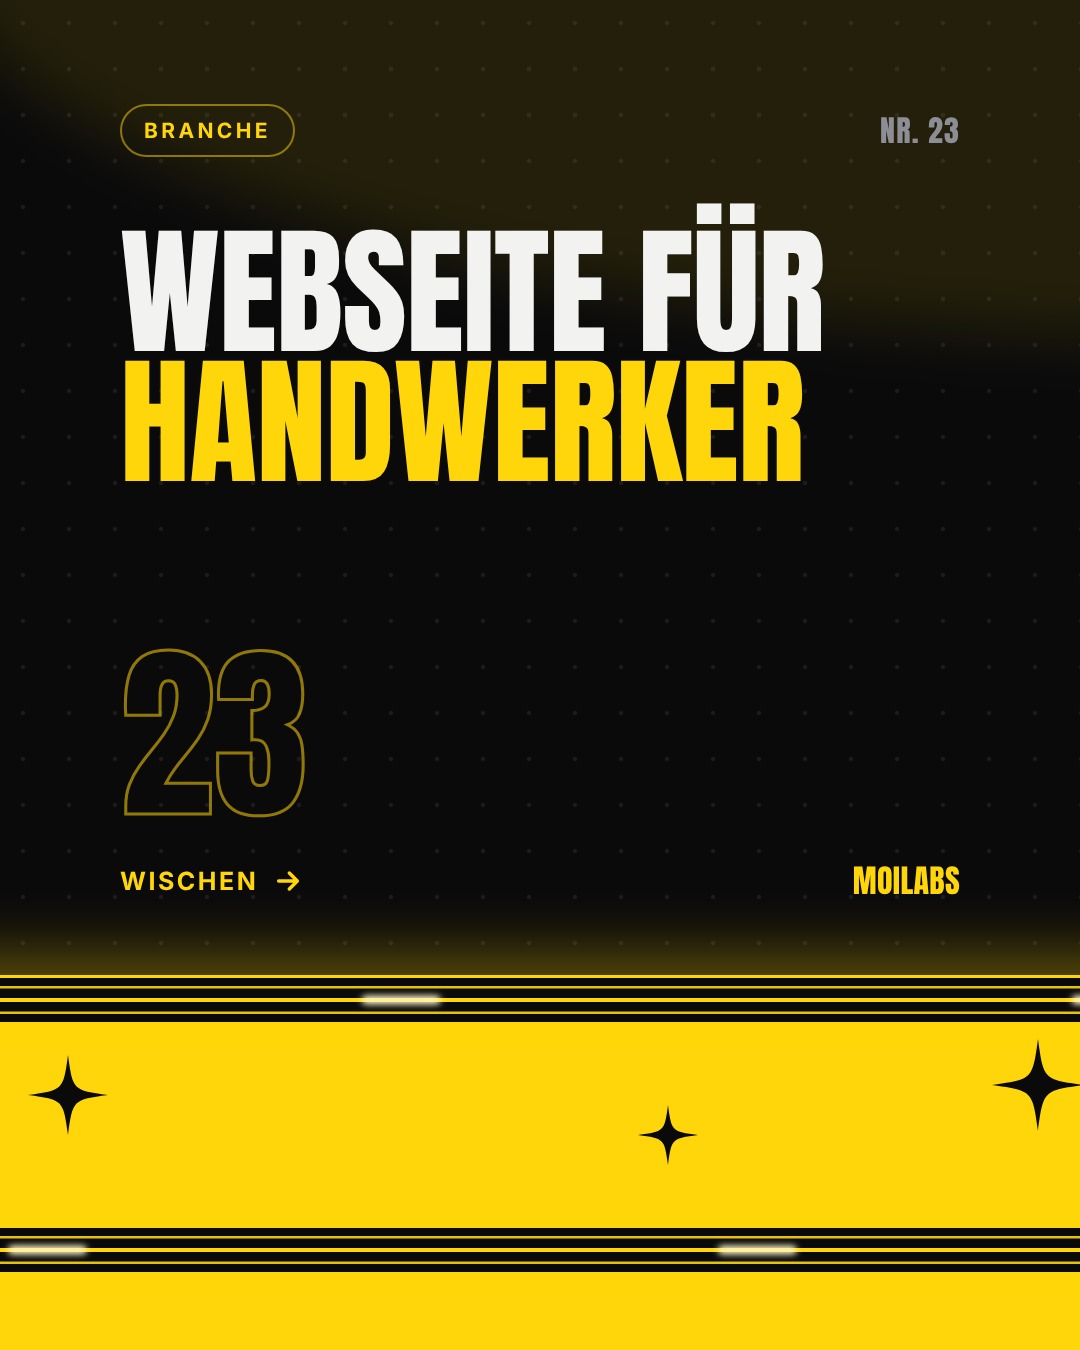 BRANCHE
NR. 23
WEBSEITE FÜR
HANDWERKER
23
WISCHEN →
MOILABS